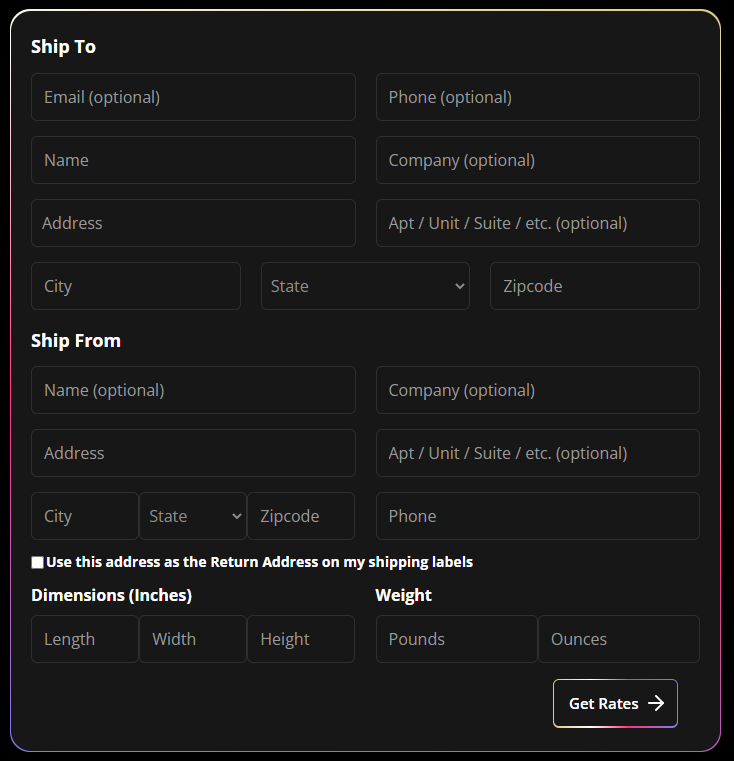 Ship To
Email (optional) Phone (optional)
Name Company (optional)
Address Apt / Unit / Suite / etc. (optional)
City State Zipcode
Ship From
Name (optional) Company (optional)
Address Apt / Unit / Suite / etc. (optional)
City State Zipcode Phone
Use this address as the Return Address on my shipping labels
Dimensions (Inches) Weight
Length Width Height Pounds Ounces
Get Rates